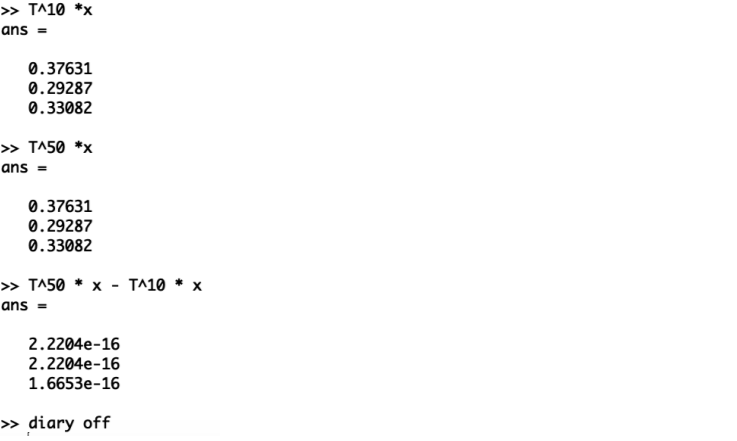 >> T^10 *x
ans =
0.37631
0.29287
0.33082
>> T^50 *x
ans =
0.37631
0.29287
0.33082
>> T^50 * x - T^10 * x
ans =
2.2204e-16
2.2204e-16
1.6653e-16
>> diary off